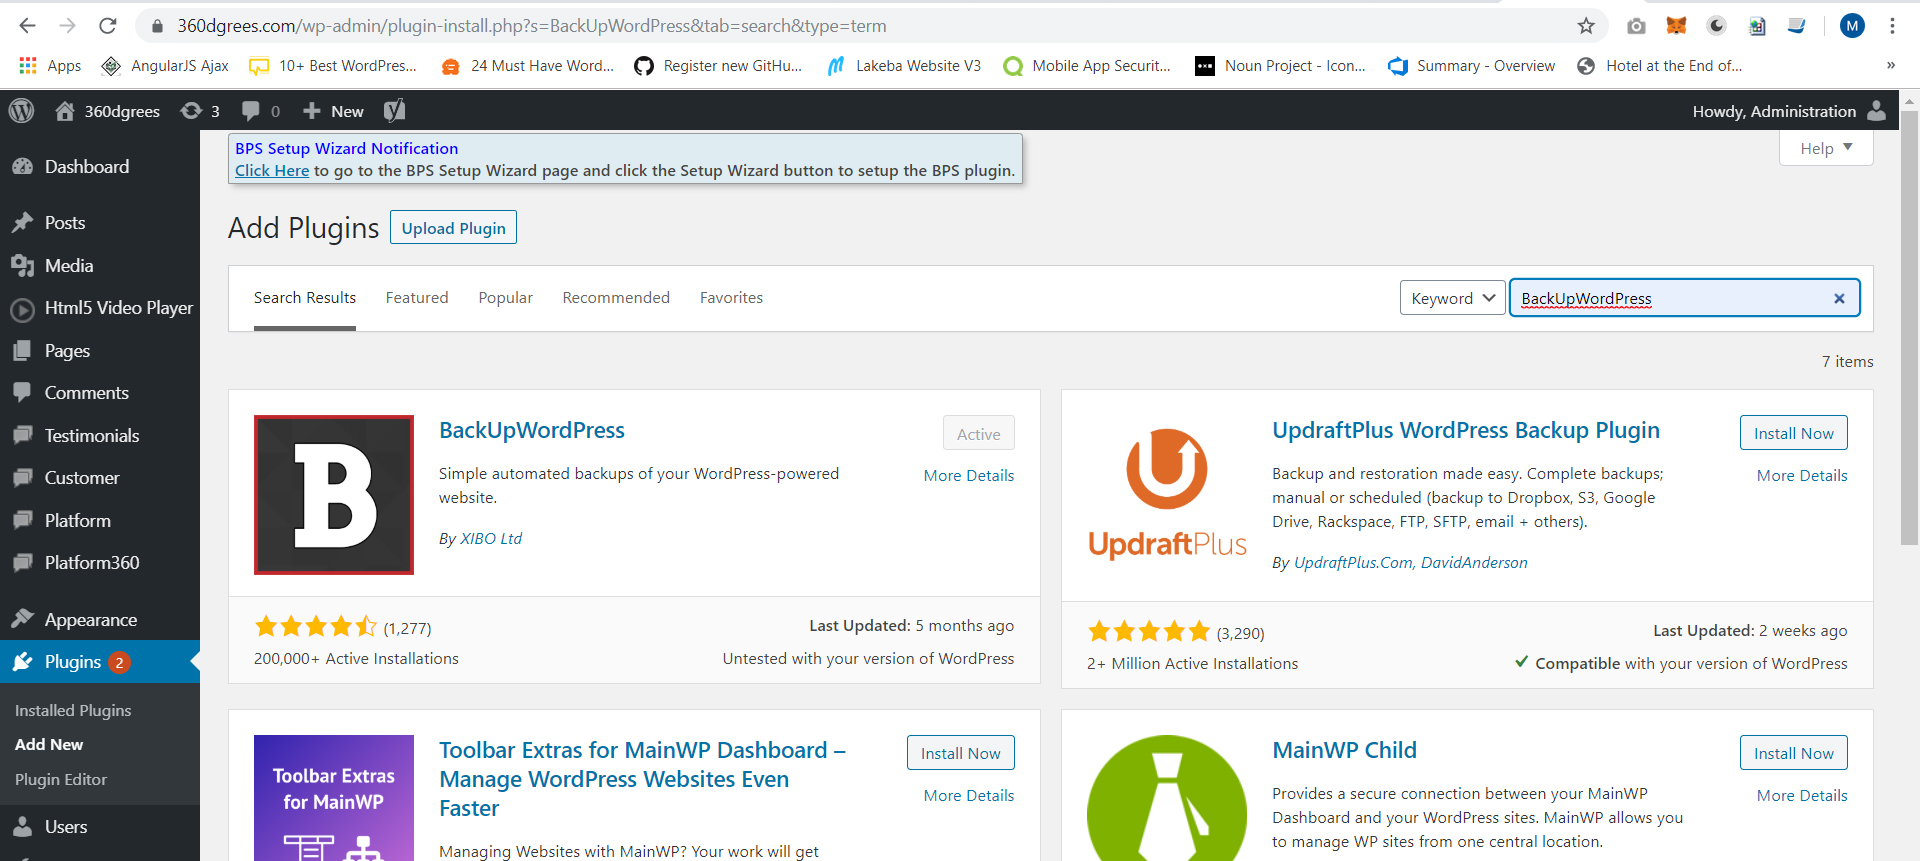 360dgrees.com/wp-admin/plugin-install.php?s=BackUpWordPress&tab=search&type=term
M
Apps
AngularJS Ajax
10+ Best WordPres...
24 Must Have Word...
Register new GitHu...
Lakeba Website V3
Mobile App Securit...
Noun Project - Icon...
Summary - Overview
Hotel at the End of...
»
360dgrees
3
0
New
Howdy, Administration
Dashboard
Posts
Media
Html5 Video Player
Pages
Comments
Testimonials
Customer
Platform
Platform360
Appearance
Plugins 2
Installed Plugins
Add New
Plugin Editor
Users
BPS Setup Wizard Notification
Click Here to go to the BPS Setup Wizard page and click the Setup Wizard button to setup the BPS plugin.
Help
Add Plugins
Upload Plugin
Search Results
Featured
Popular
Recommended
Favorites
Keyword
BackUpWordPress
7 items
B
BackUpWordPress
Active
More Details
Simple automated backups of your WordPress-powered
website.
By XIBO Ltd
(1,277)
200,000+ Active Installations
Last Updated: 5 months ago
Untested with your version of WordPress
UpdraftPlus
UpdraftPlus WordPress Backup Plugin
Install Now
More Details
Backup and restoration made easy. Complete backups;
manual or scheduled (backup to Dropbox, S3, Google
Drive, Rackspace, FTP, SFTP, email + others).
By UpdraftPlus.Com, DavidAnderson
(3,290)
2+ Million Active Installations
Last Updated: 2 weeks ago
Compatible with your version of WordPress
Toolbar Extras
for MainWP
Toolbar Extras for MainWP Dashboard –
Manage WordPress Websites Even
Faster
Install Now
More Details
Managing Websites with MainWP? Your work will get
MainWP Child
Install Now
More Details
Provides a secure connection between your MainWP
Dashboard and your WordPress sites. MainWP allows you
to manage WP sites from one central location.